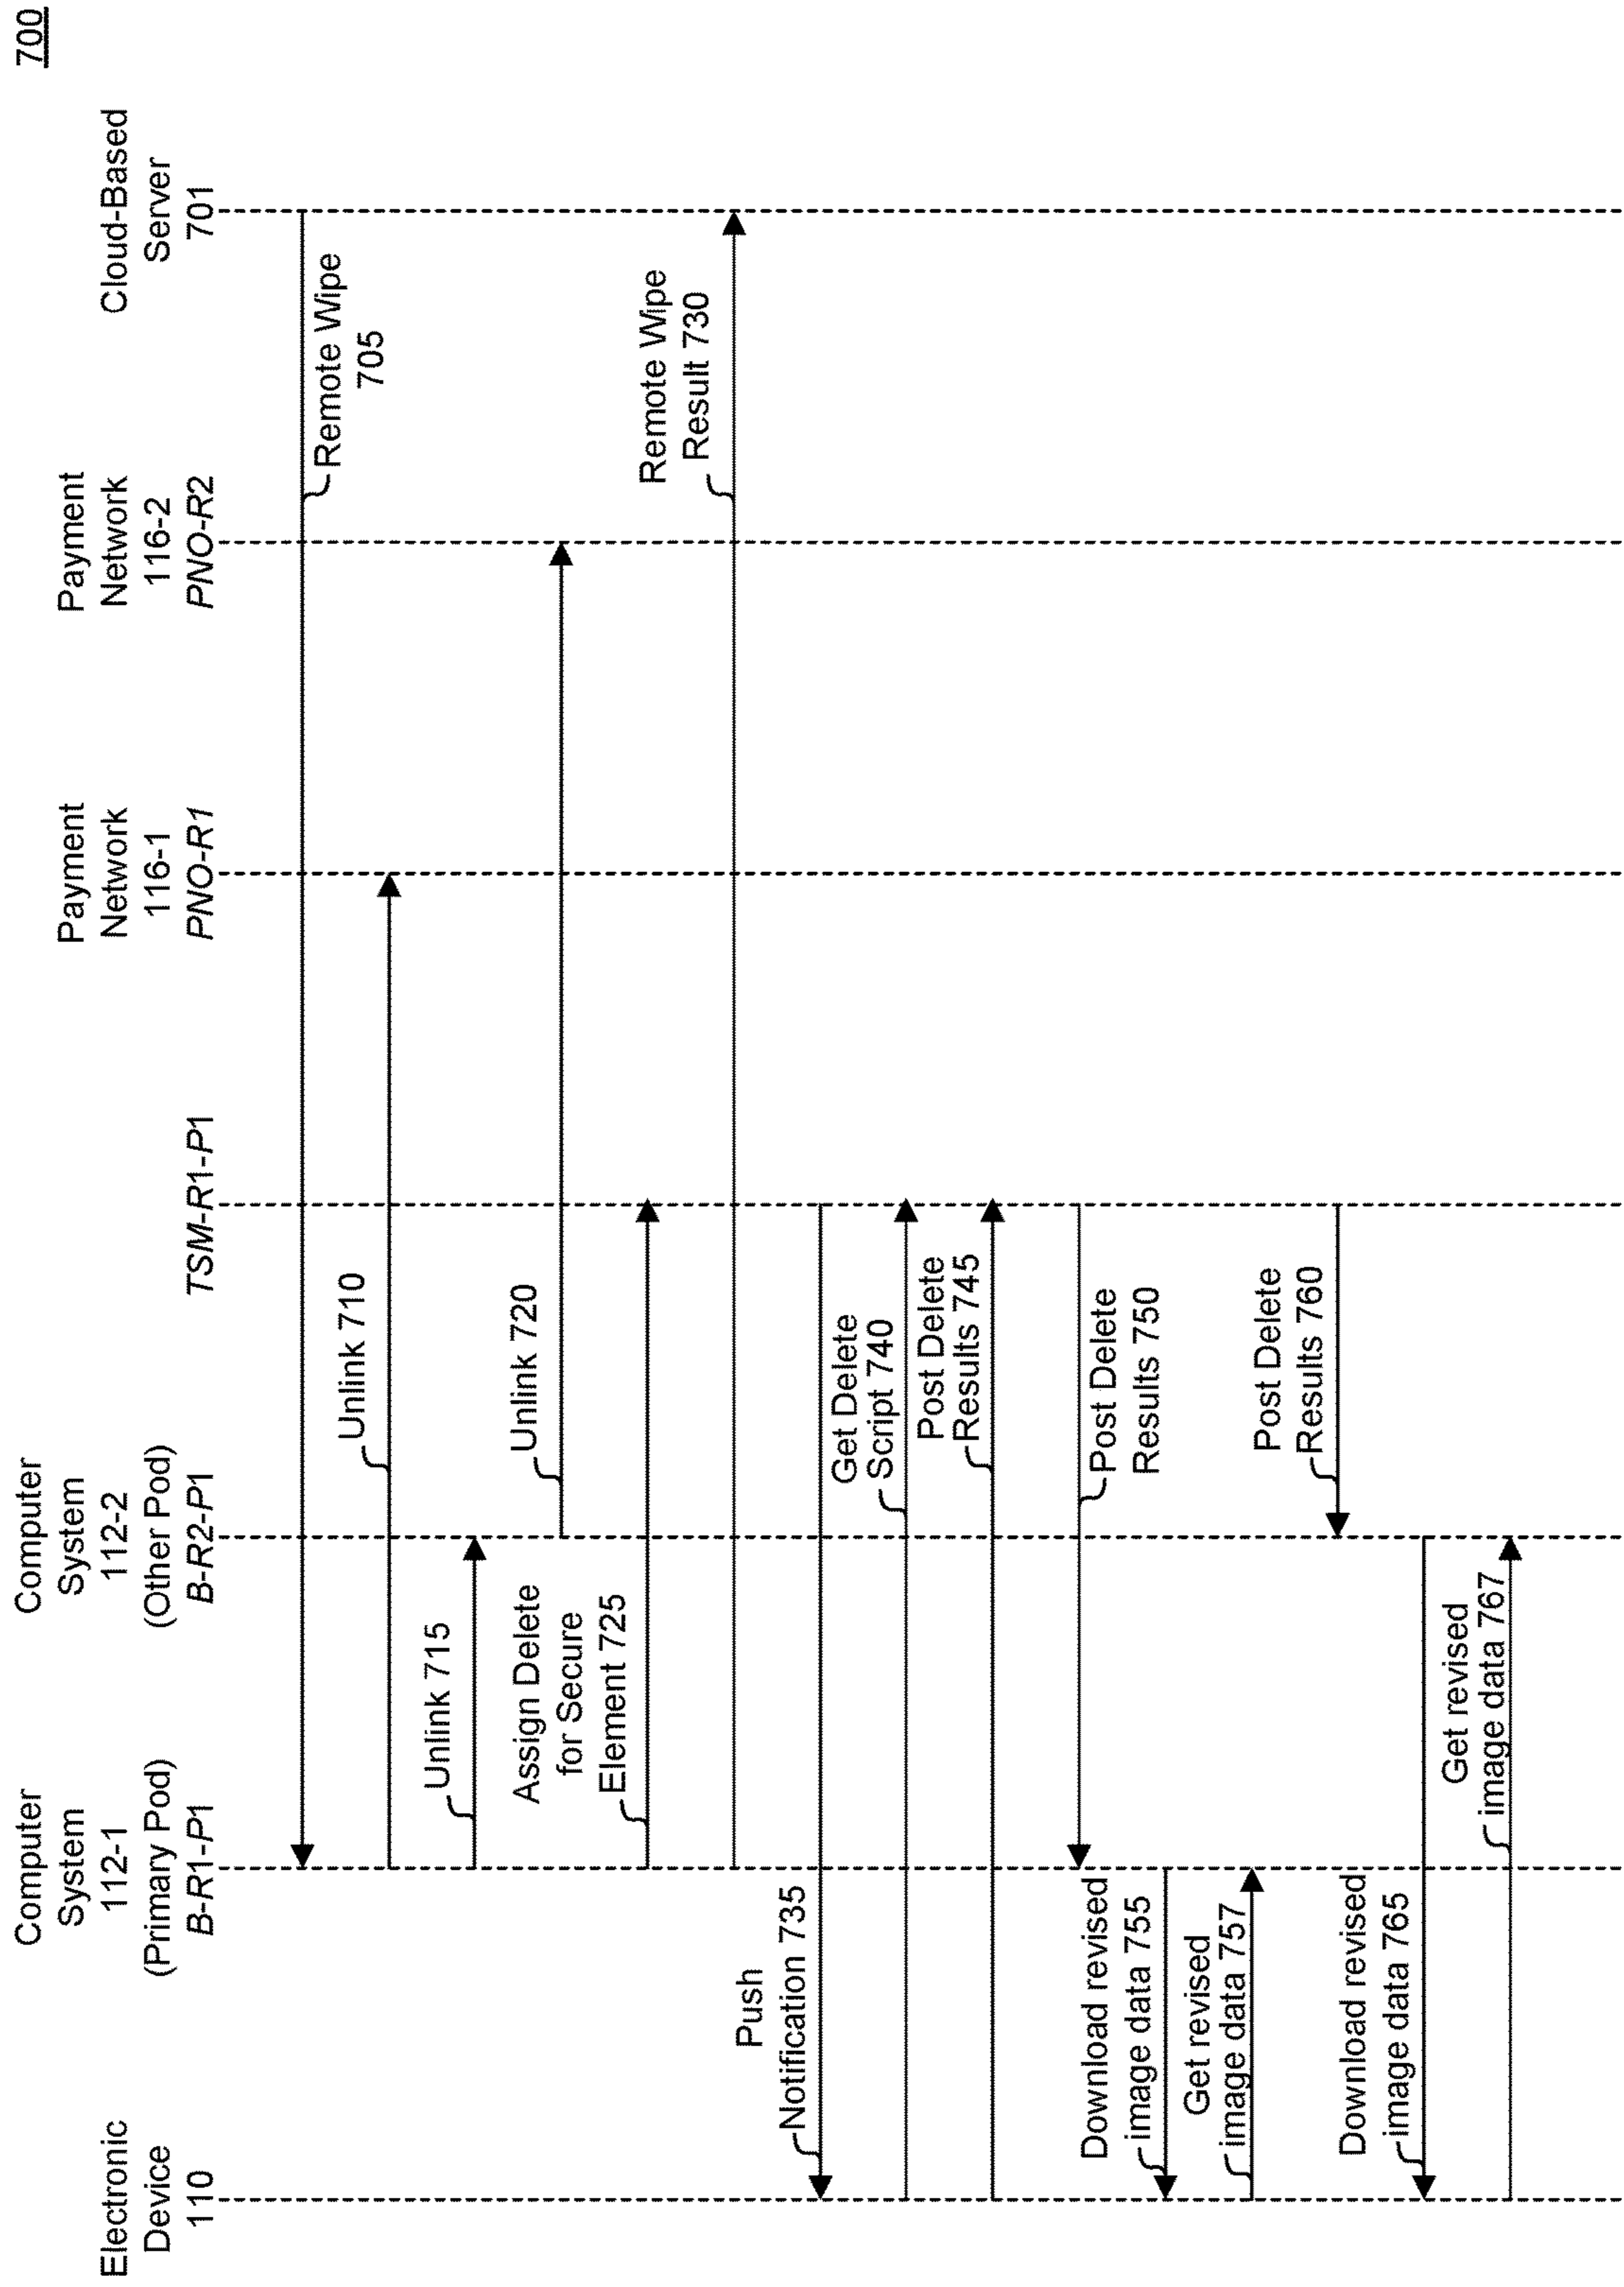 700
Electronic
Device
110
Computer
System
112-1
(Primary Pod)
B-R1-P1
Computer
System
112-2
(Other Pod)
B-R2-P1
TSM-R1-P1
Payment
Network
116-1
PNO-R1
Payment
Network
116-2
PNO-R2
Cloud-Based
Server
701
Remote Wipe
705
Unlink 710
Unlink 715
Unlink 720
Assign Delete
for Secure
Element 725
Remote Wipe
Result 730
Push
Notification 735
Get Delete
Script 740
Post Delete
Results 745
Post Delete
Results 750
Download revised
image data 755
Get revised
image data 757
Post Delete
Results 760
Download revised
image data 765
Get revised
image data 767